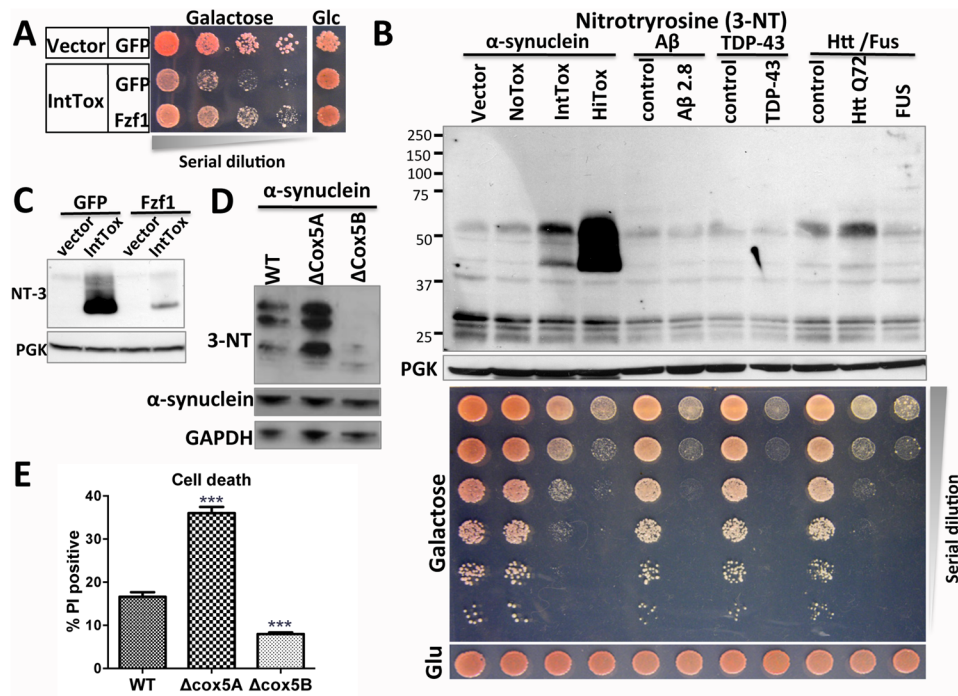 A
Galactose
Glc
Vector
GFP
IntTox
GFP
Fzf1
Serial dilution
B
Nitrotyrosine (3-NT)
α-synuclein
Aβ
TDP-43
Htt /Fus
Vector
NoTox
IntTox
HiTox
control
Aβ 2.8
control
TDP-43
control
Htt Q72
FUS
250
150
100
75
50
37
25
PGK
Galactose
Serial dilution
Glu
C
GFP
Fzf1
vector
IntTox
vector
IntTox
NT-3
PGK
D
α-synuclein
WT
ΔCox5A
ΔCox5B
3-NT
α-synuclein
GAPDH
E
Cell death
% PI positive
40
30
20
10
0
***
***
WT
Δcox5A
Δcox5B